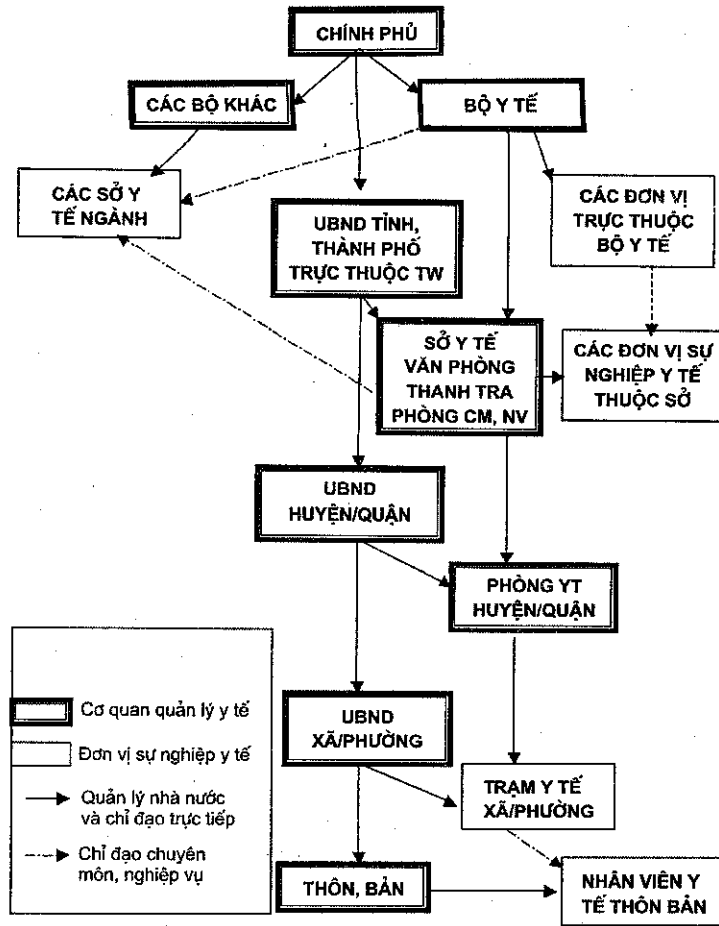 CHÍNH PHỦ
CÁC BỘ KHÁC
BỘ Y TẾ
CÁC SỞ Y
TẾ NGÀNH
UBND TỈNH,
THÀNH PHỐ
TRỰC THUỘC TW
CÁC ĐƠN VỊ
TRỰC THUỘC
BỘ Y TẾ
SỞ Y TẾ
VĂN PHÒNG
THANH TRA
PHÒNG CM, NV
CÁC ĐƠN VỊ SỰ
NGHIỆP Y TẾ
THUỘC SỞ
UBND
HUYỆN/QUẬN
PHÒNG YT
HUYỆN/QUẬN
UBND
XÃ/PHƯỜNG
TRẠM Y TẾ
XÃ/PHƯỜNG
THÔN, BẢN
NHÂN VIÊN Y
TẾ THÔN BẢN
Cơ quan quản lý y tế
Đơn vị sự nghiệp y tế
Quản lý nhà nước
và chỉ đạo trực tiếp
Chỉ đạo chuyên
môn, nghiệp vụ